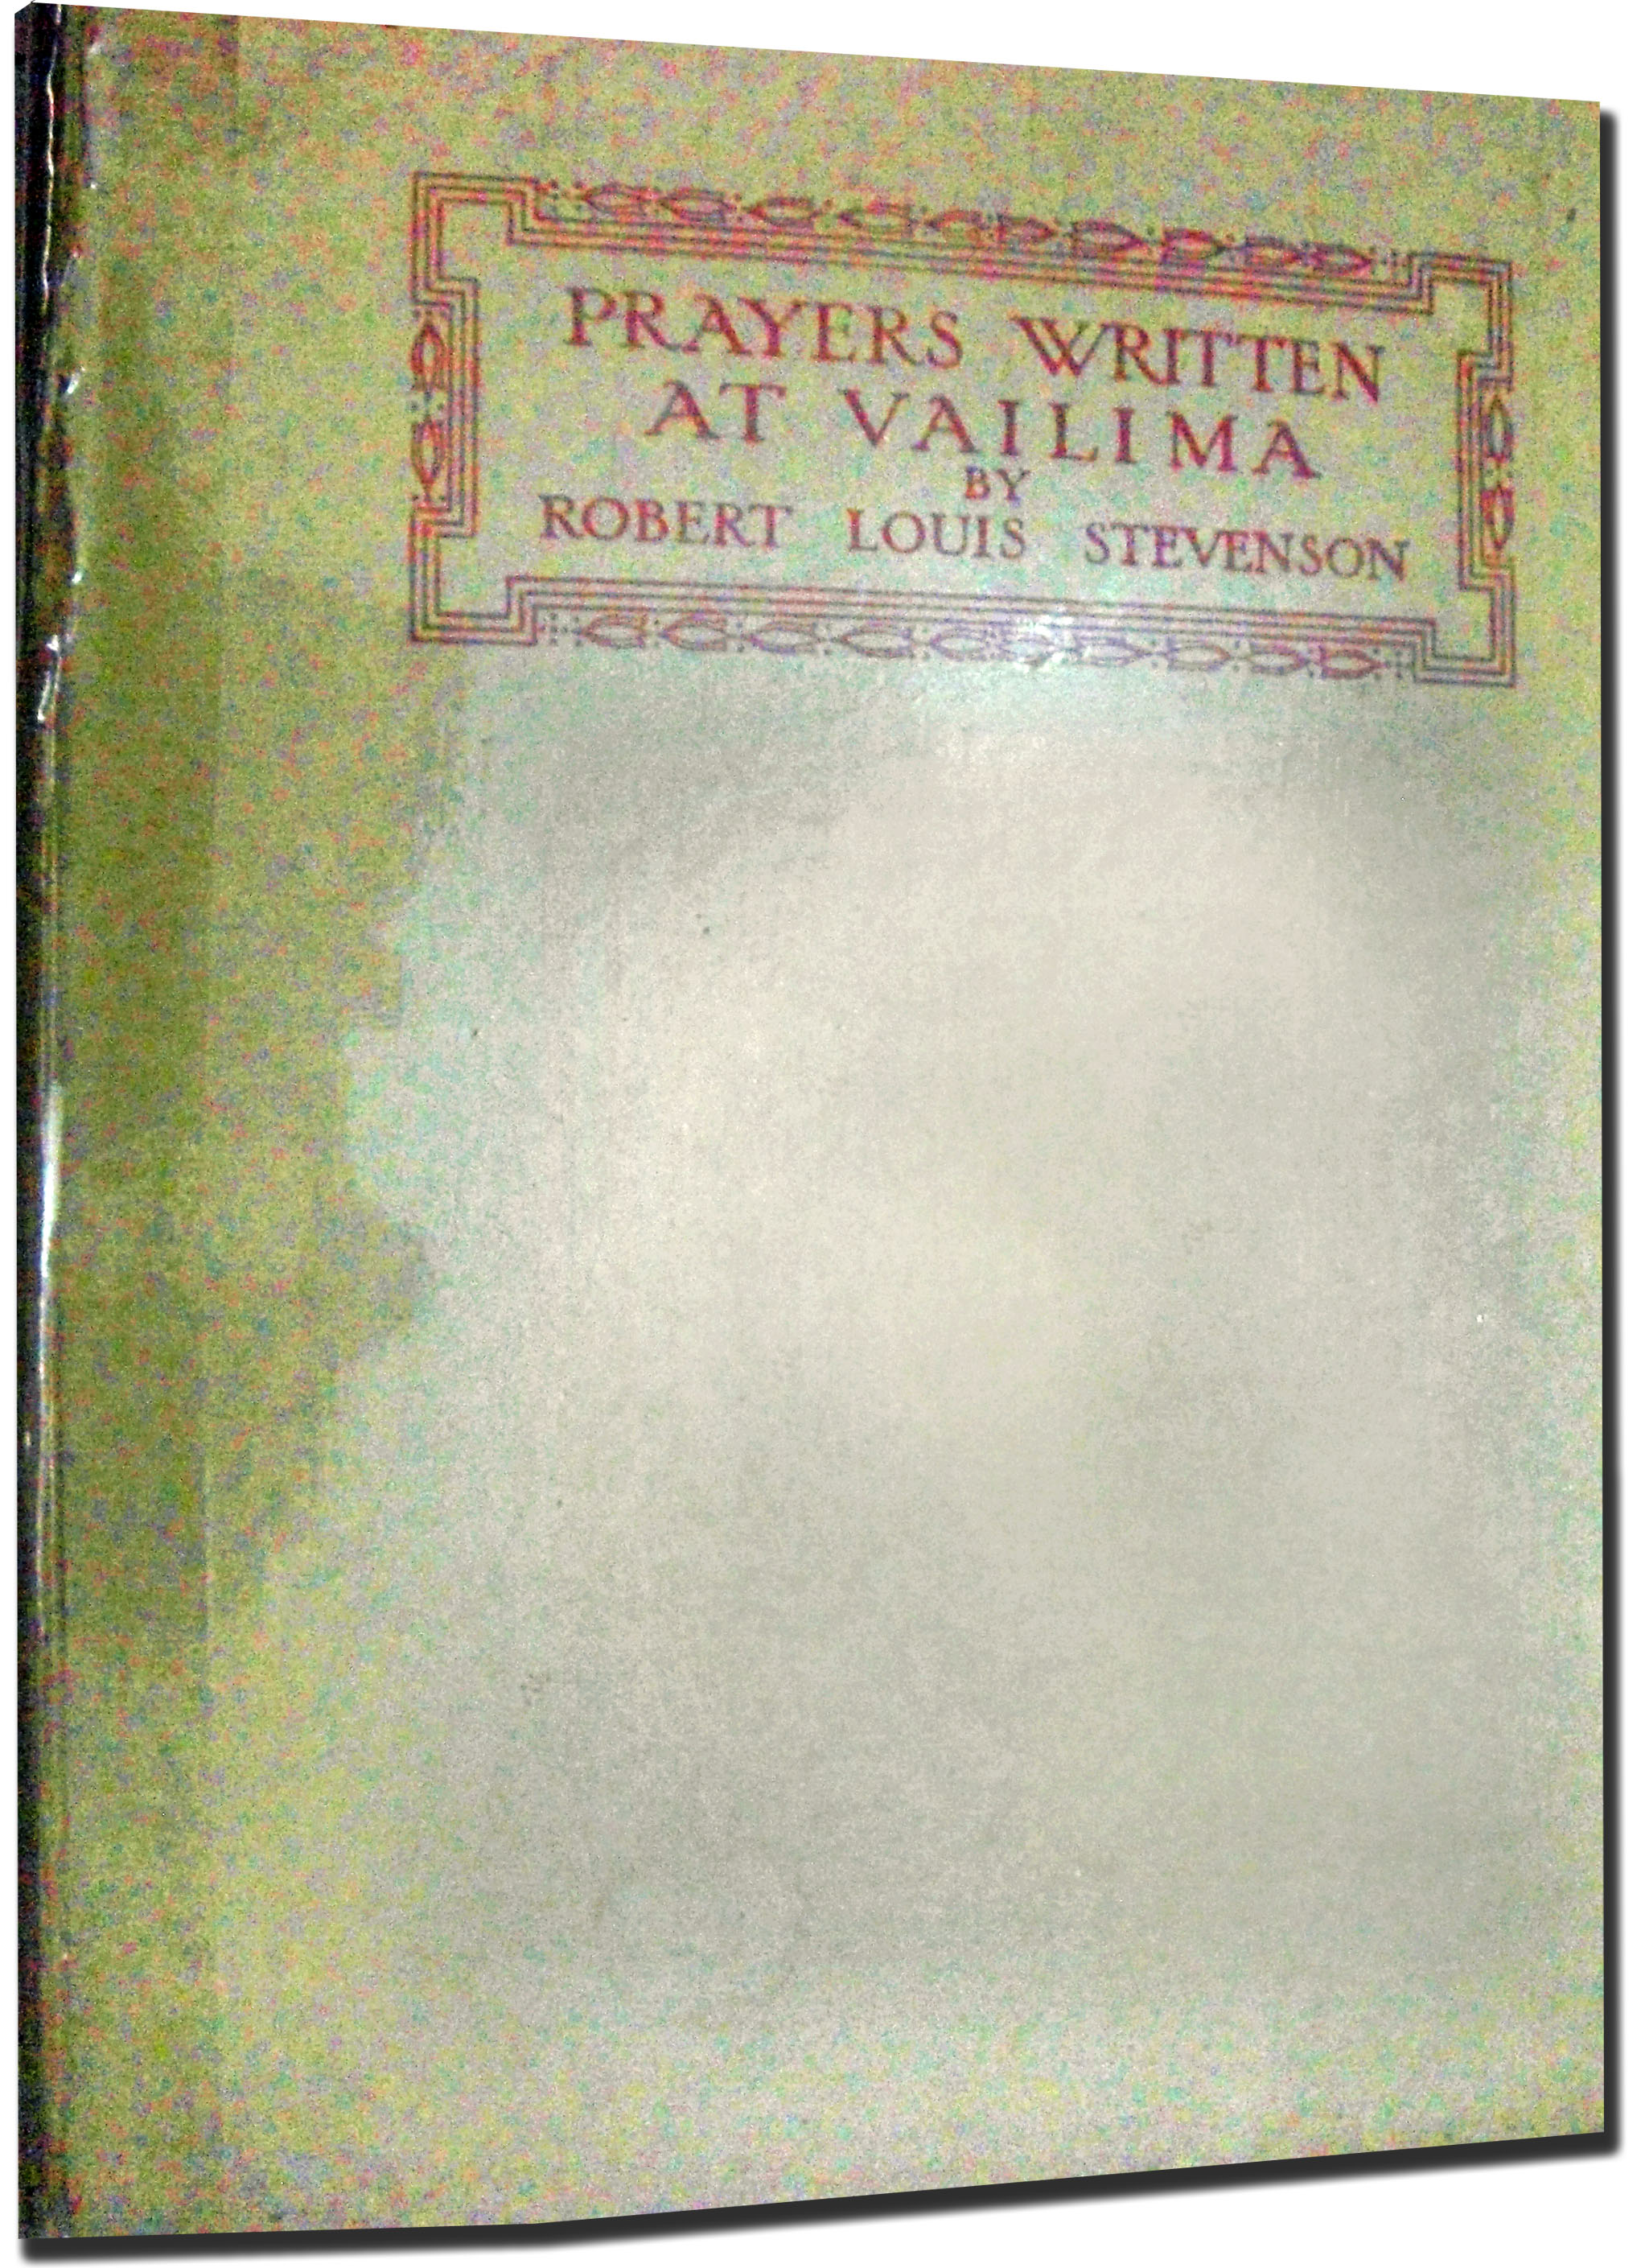 PRAYERS WRITTEN
AT VAILIMA
BY
ROBERT LOUIS STEVENSON